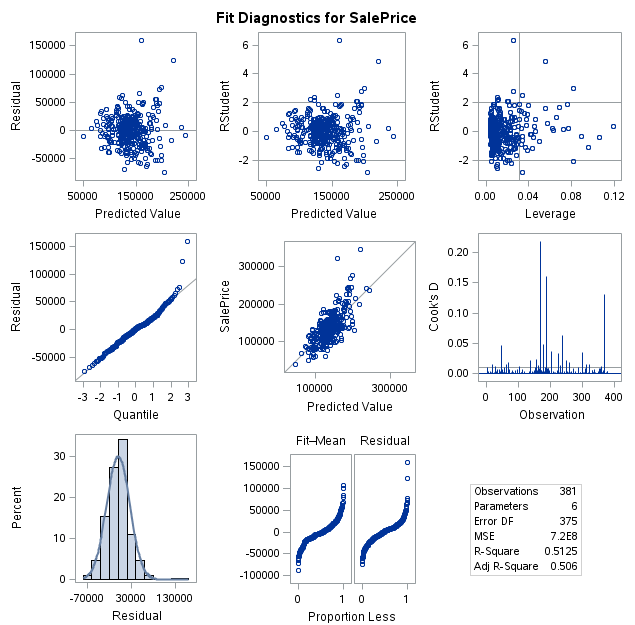 Fit Diagnostics for SalePrice
150000
100000
50000
0
-50000
Residual
50000 150000 250000
Predicted Value
6
4
2
0
-2
RStudent
50000 150000 250000
Predicted Value
6
4
2
0
-2
RStudent
0.00 0.04 0.08 0.12
Leverage
150000
100000
50000
0
-50000
Residual
-3 -2 -1 0 1 2 3
Quantile
300000
200000
100000
SalePrice
100000 300000
Predicted Value
0.20
0.15
0.10
0.05
0.00
Cook's D
0 100 200 300 400
Observation
30
20
10
0
Percent
-70000 30000 130000
Residual
Fit–Mean Residual
150000
100000
50000
0
-50000
-100000
0 1 0 1
Proportion Less
Observations 381
Parameters 6
Error DF 375
MSE 7.2E8
R-Square 0.5125
Adj R-Square 0.506